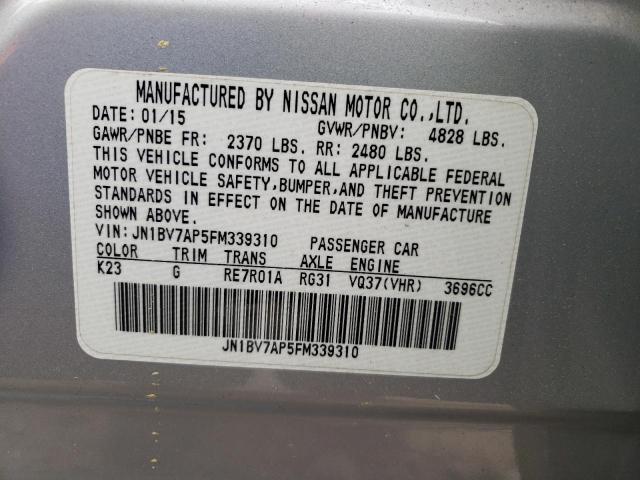 MANUFACTURED BY NISSAN MOTOR CO.,LTD.
DATE: 01/15 GVWR/PNBV: 4828 LBS.
GAWR/PNBE FR: 2370 LBS. RR: 2480 LBS.
THIS VEHICLE CONFORMS TO ALL APPLICABLE FEDERAL
MOTOR VEHICLE SAFETY,BUMPER,AND THEFT PREVENTION
STANDARDS IN EFFECT ON THE DATE OF MANUFACTURE
SHOWN ABOVE.
VIN:JN1BV7AP5FM339310 PASSENGER CAR
COLOR TRIM TRANS AXLE ENGINE
K23 G RE7R01A RG31 VQ37(VHR) 3696CC
JN1BV7AP5FM339310